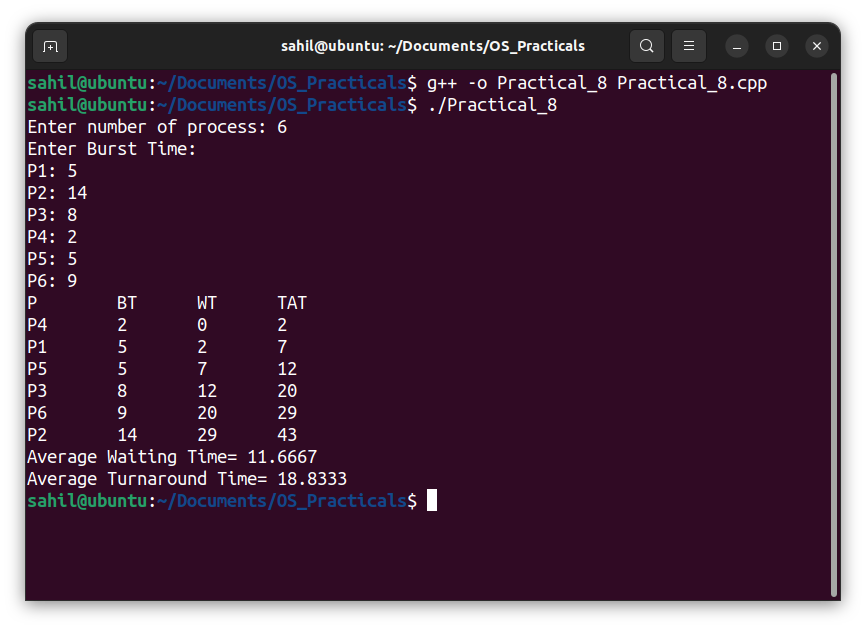 sahil@ubuntu: ~/Documents/OS_Practicals
sahil@ubuntu:~/Documents/OS_Practicals$ g++ -o Practical_8 Practical_8.cpp
sahil@ubuntu:~/Documents/OS_Practicals$ ./Practical_8
Enter number of process: 6
Enter Burst Time:
P1: 5
P2: 14
P3: 8
P4: 2
P5: 5
P6: 9
P BT WT TAT
P4 2 0 2
P1 5 2 7
P5 5 7 12
P3 8 12 20
P6 9 20 29
P2 14 29 43
Average Waiting Time= 11.6667
Average Turnaround Time= 18.8333
sahil@ubuntu:~/Documents/OS_Practicals$